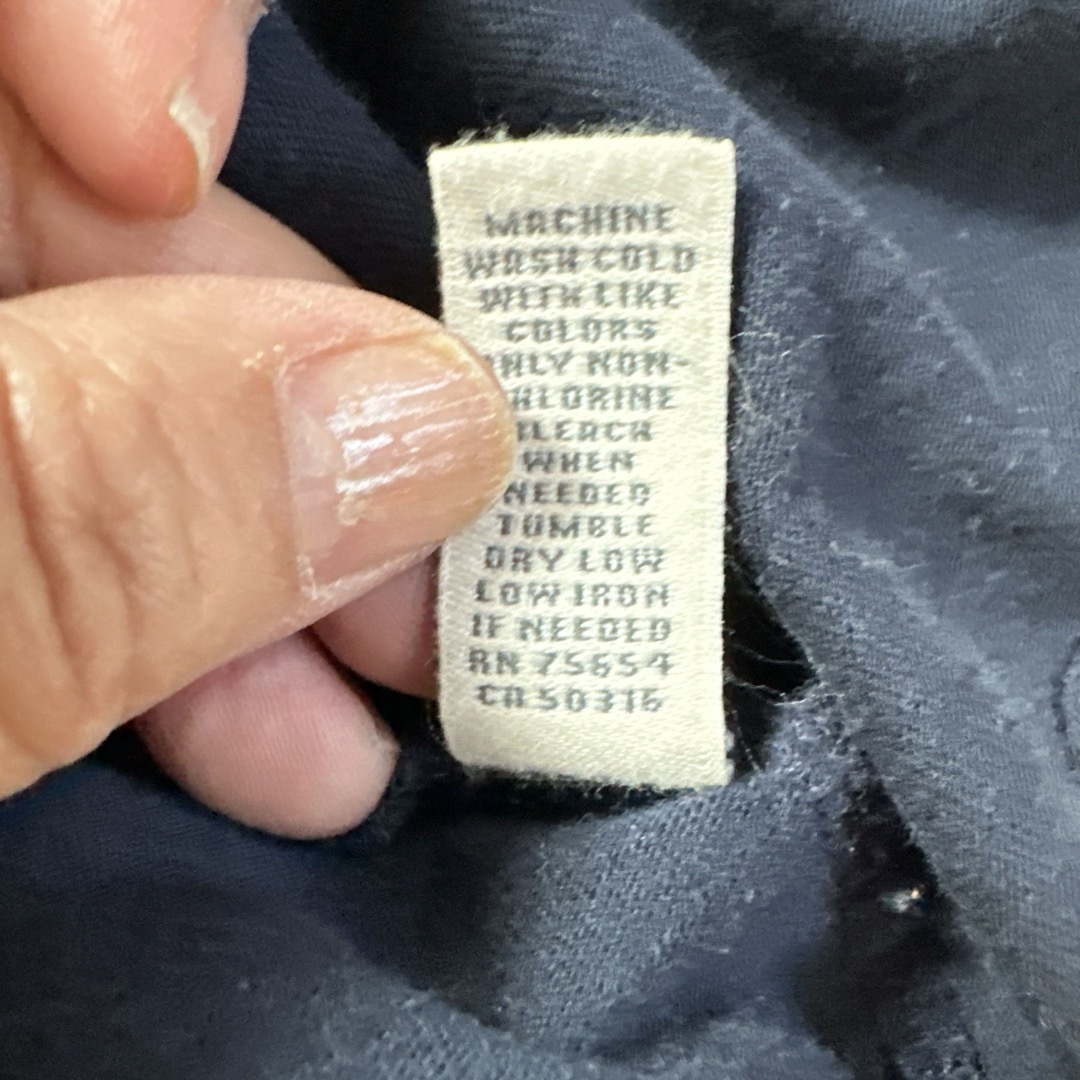 MACHINE
WASH COLD
WITH LIKE
COLORS
ONLY NON-
CHLORINE
BLEACH
WHEN
NEEDED
TUMBLE
DRY LOW
LOW IRON
IF NEEDED
RN 75654
CA 50316